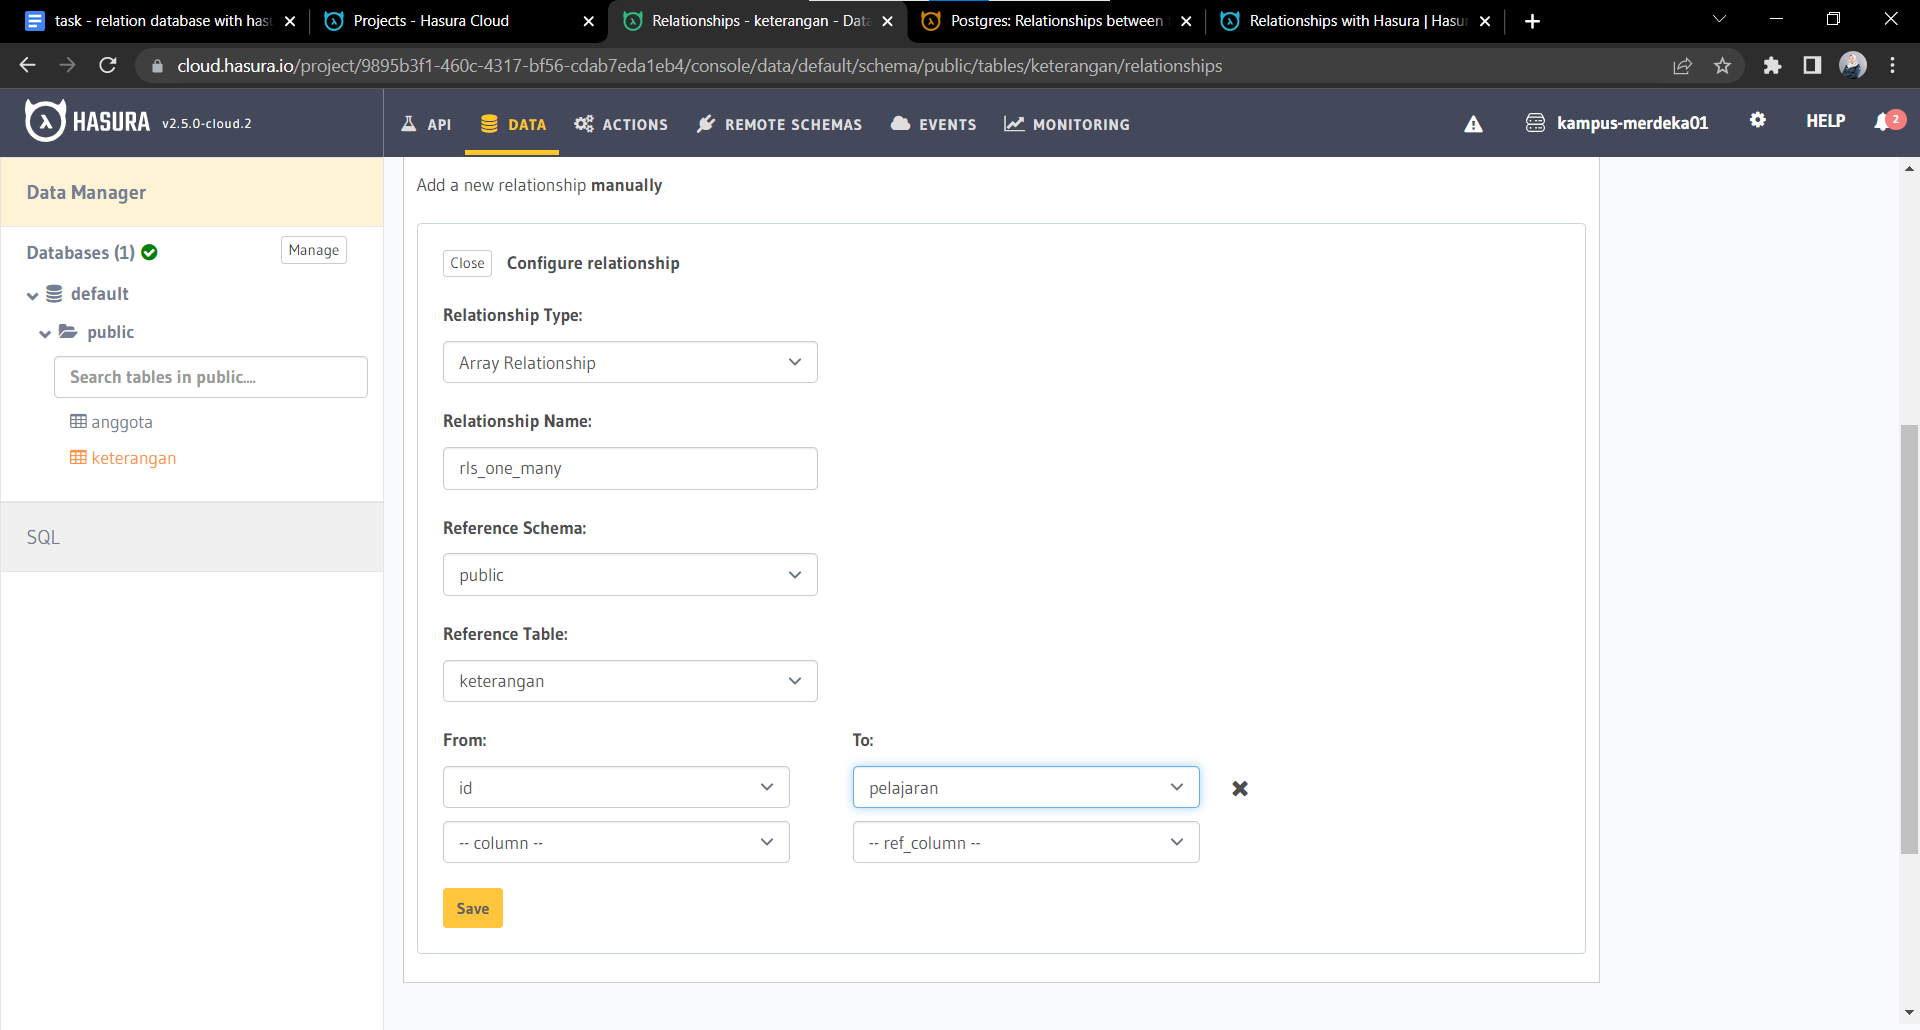 task - relation database with has
Projects - Hasura Cloud
Relationships - keterangan - Data
Postgres: Relationships between
Relationships with Hasura | Hasu
cloud.hasura.io/project/9895b3f1-460c-4317-bf56-cdab7eda1eb4/console/data/default/schema/public/tables/keterangan/relationships
HASURA v2.5.0-cloud.2
API
DATA
ACTIONS
REMOTE SCHEMAS
EVENTS
MONITORING
kampus-merdeka01
HELP
2
Data Manager
Databases (1)
Manage
default
public
Search tables in public....
anggota
keterangan
SQL
Add a new relationship manually
Close
Configure relationship
Relationship Type:
Array Relationship
Relationship Name:
rls_one_many
Reference Schema:
public
Reference Table:
keterangan
From:
To:
id
pelajaran
-- column --
-- ref_column --
Save